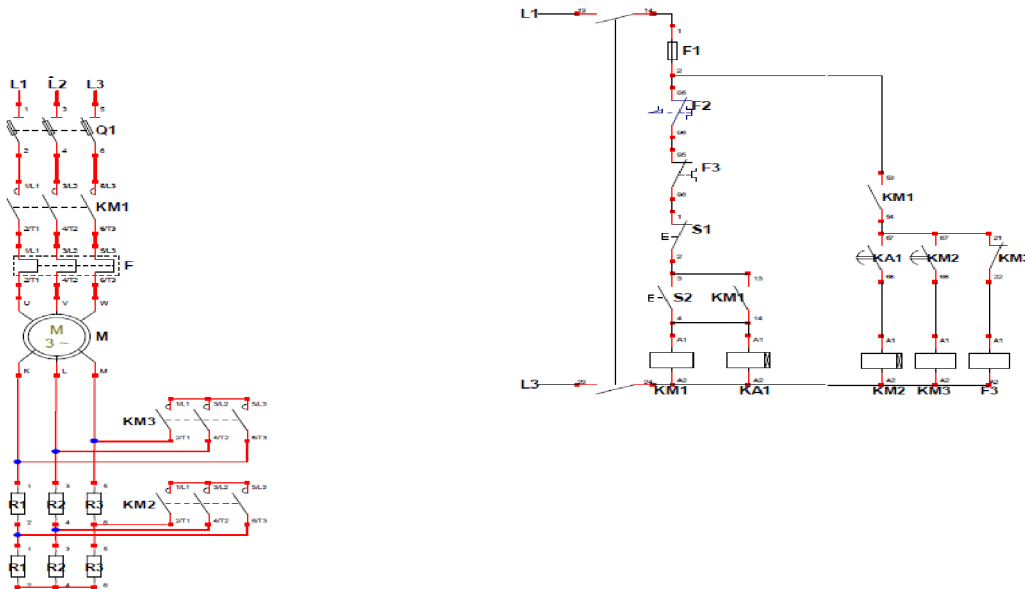 L1 L2 L3
1 3 5
Q1
2 4 6
1/L1 3/L2 5/L3
KM1
2/T1 4/T2 6/T3
1/L1 3/L2 5/L3
F
2/T1 4/T2 6/T3
U V W
M
3 ~
M
K L M
1/L1 3/L2 5/L3
KM3
2/T1 4/T2 6/T3
1 3 5
R1 R2 R3
2 4 6
1/L1 3/L2 5/L3
KM2
2/T1 4/T2 6/T3
1 3 5
R1 R2 R3
2 4 6
L1 13 14
1
F1
2
95
F2
96
95
F3
96
1
E S1
2
3 13
E S2 KM1
4 14
A1 A1
A2 A2
KM1 KA1
53
KM1
54
67 67 21
KA1 KM2 KM3
68 68 22
A1 A1 A1
A2 A2 A2
KM2 KM3 F3
L3 24